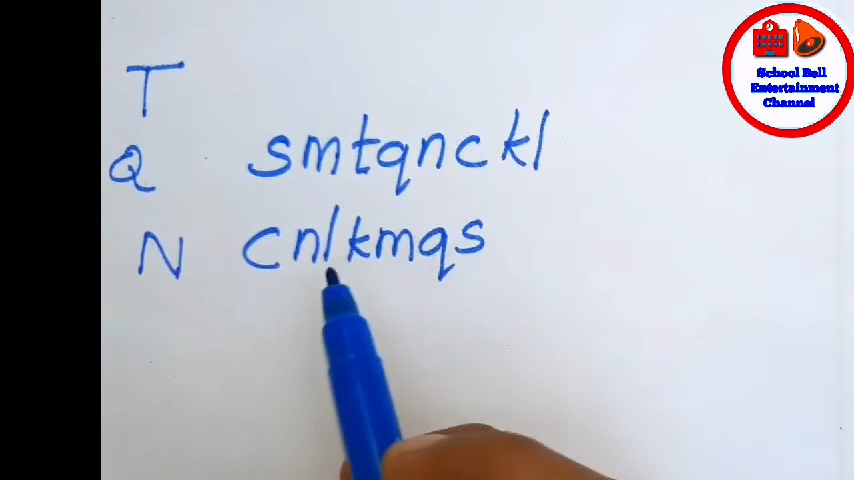 T
Q smtqnckl
N Cnlkmqs
School Bell
Entertainment
Channel